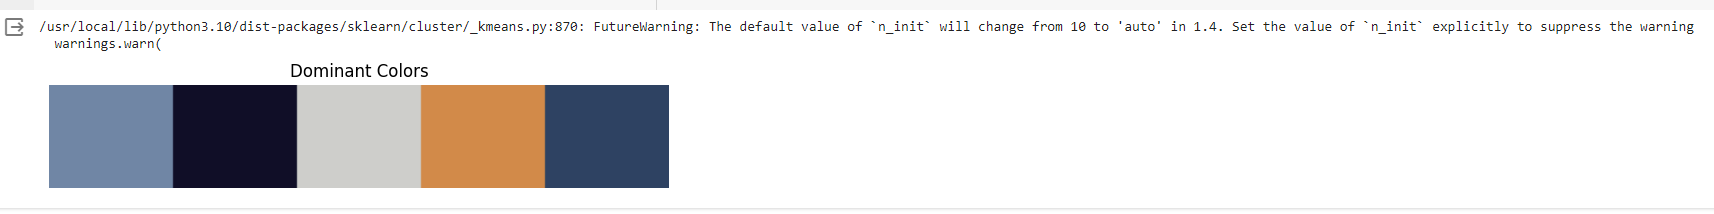 /usr/local/lib/python3.10/dist-packages/sklearn/cluster/_kmeans.py:870: FutureWarning: The default value of `n_init` will change from 10 to 'auto' in 1.4. Set the value of `n_init` explicitly to suppress the warning
  warnings.warn(
Dominant Colors